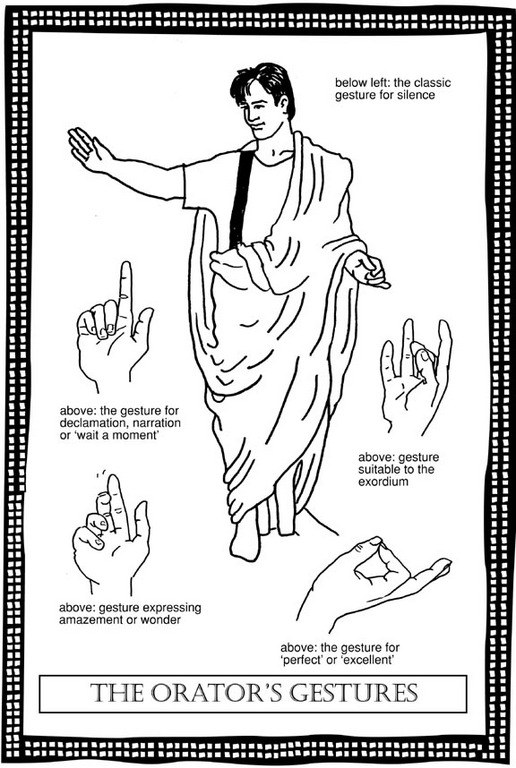 below left: the classic
gesture for silence
above: the gesture for
declamation, narration
or ‘wait a moment’
above: gesture
suitable to the
exordium
above: gesture expressing
amazement or wonder
above: the gesture for
‘perfect’ or ‘excellent’
THE ORATOR’S GESTURES